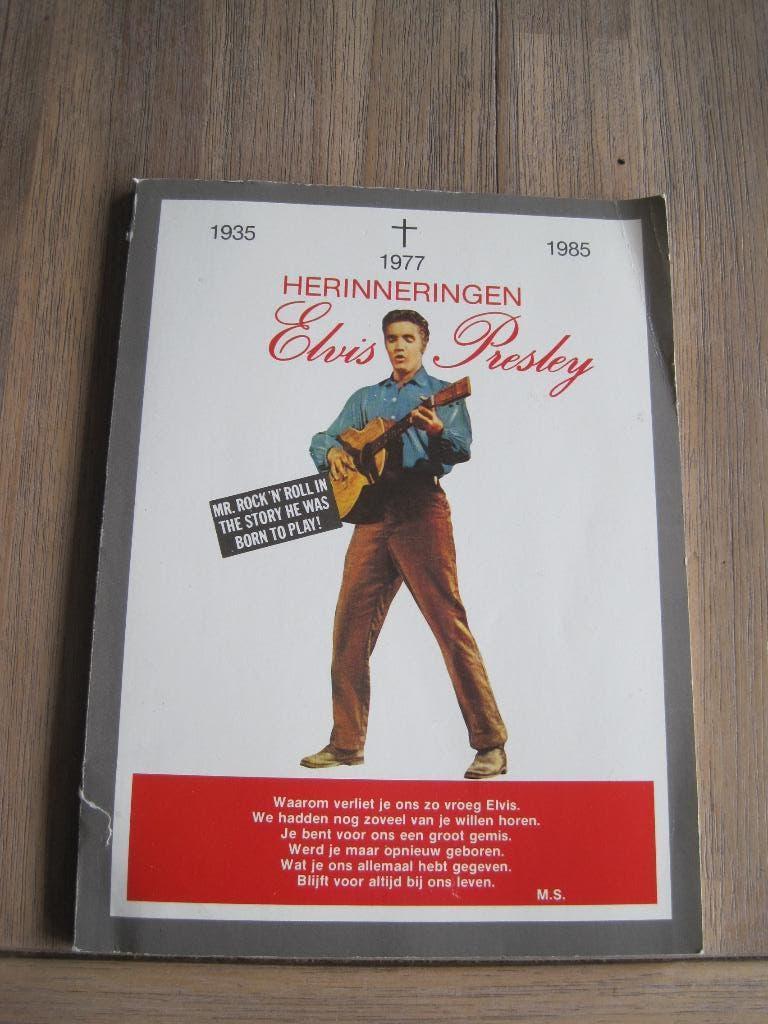 1935
†
1977
1985
HERINNERINGEN
Elvis Presley
MR. ROCK 'N' ROLL IN
THE STORY HE WAS
BORN TO PLAY!
Waarom verliet je ons zo vroeg Elvis.
We hadden nog zoveel van je willen horen.
Je bent voor ons een groot gemis.
Werd je maar opnieuw geboren.
Wat je ons allemaal hebt gegeven.
Blijft voor altijd bij ons leven.
M.S.